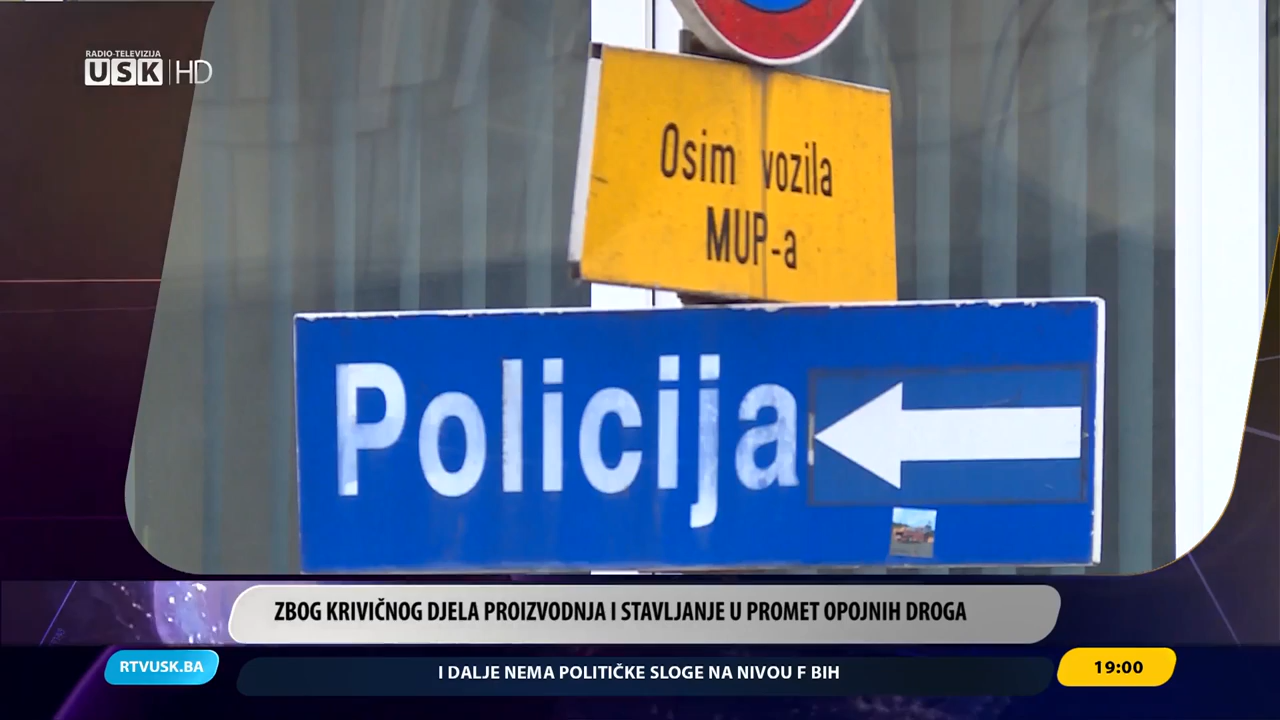 RADIO-TELEVIZIJA
USK HD
Osim vozila
MUP-a
Policija
ZBOG KRIVIČNOG DJELA PROIZVODNJA I STAVLJANJE U PROMET OPOJNIH DROGA
RTVUSK.BA
I DALJE NEMA POLITIČKE SLOGE NA NIVOU F BIH
19:00